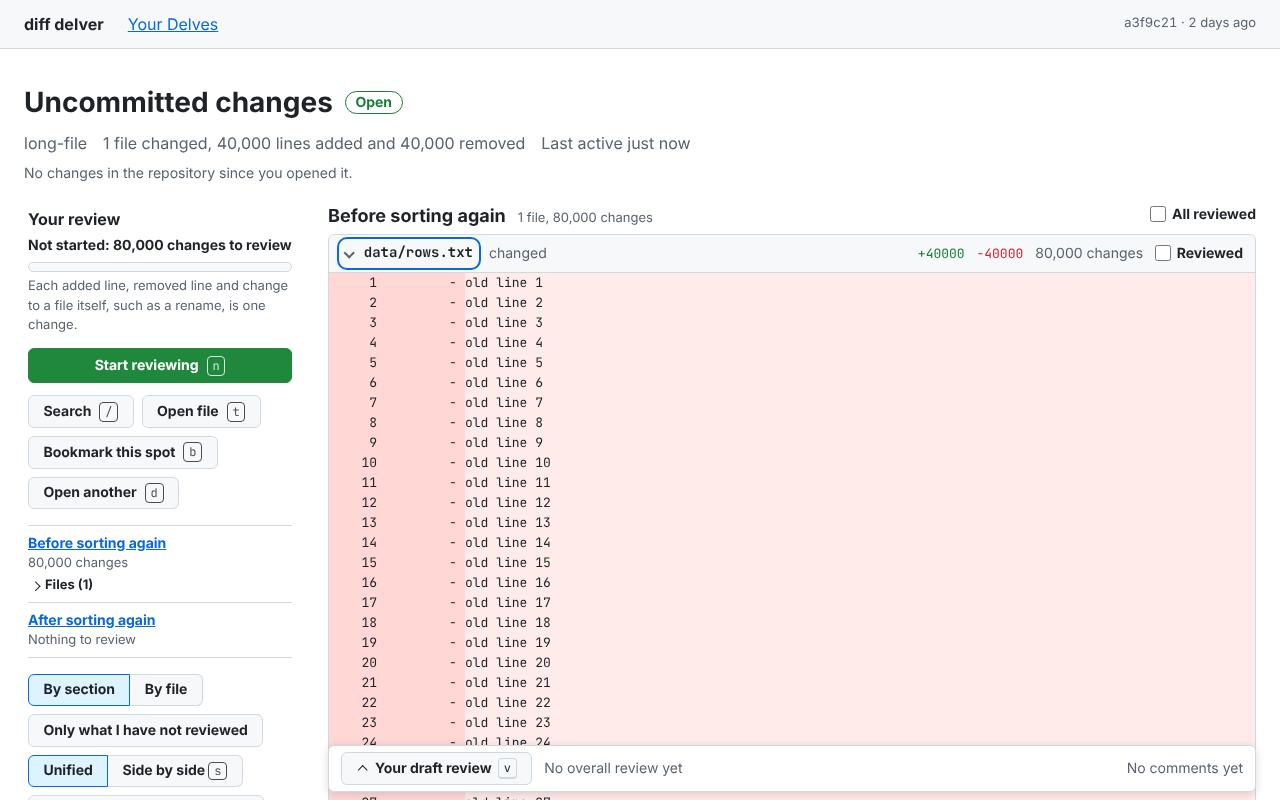 diff delver Your Delves a3f9c21 · 2 days ago
Uncommitted changes Open
long-file 1 file changed, 40,000 lines added and 40,000 removed Last active just now
No changes in the repository since you opened it.
Your review
Not started: 80,000 changes to review
Each added line, removed line and change
to a file itself, such as a rename, is one
change.
Start reviewing n
Search / Open file t
Bookmark this spot b
Open another d
Before sorting again
80,000 changes
Files (1)
After sorting again
Nothing to review
By section By file
Only what I have not reviewed
Unified Side by side s
Before sorting again 1 file, 80,000 changes All reviewed
data/rows.txt changed +40000 -40000 80,000 changes Reviewed
1 - old line 1
2 - old line 2
3 - old line 3
4 - old line 4
5 - old line 5
6 - old line 6
7 - old line 7
8 - old line 8
9 - old line 9
10 - old line 10
11 - old line 11
12 - old line 12
13 - old line 13
14 - old line 14
15 - old line 15
16 - old line 16
17 - old line 17
18 - old line 18
19 - old line 19
20 - old line 20
21 - old line 21
22 - old line 22
23 - old line 23
24 - old line 24
Your draft review v No overall review yet No comments yet